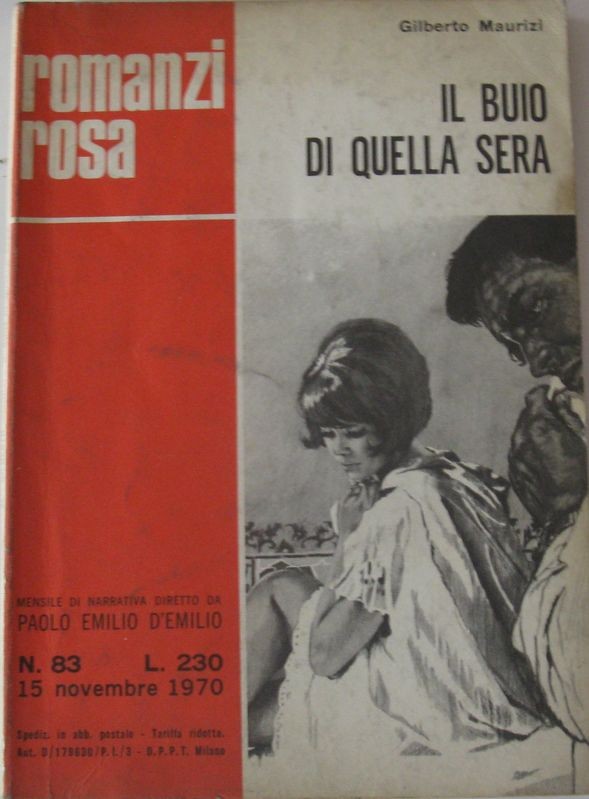 Gilberto Maurizi
romanzi
rosa
IL BUIO
DI QUELLA SERA
MENSILE DI NARRATIVA DIRETTO DA
PAOLO EMILIO D'EMILIO
N. 83 L. 230
15 novembre 1970
Spediz. in abb. postale - Tariffa ridotta.
Aut. D/179630/P.I./3 - D.P.P.T. Milano